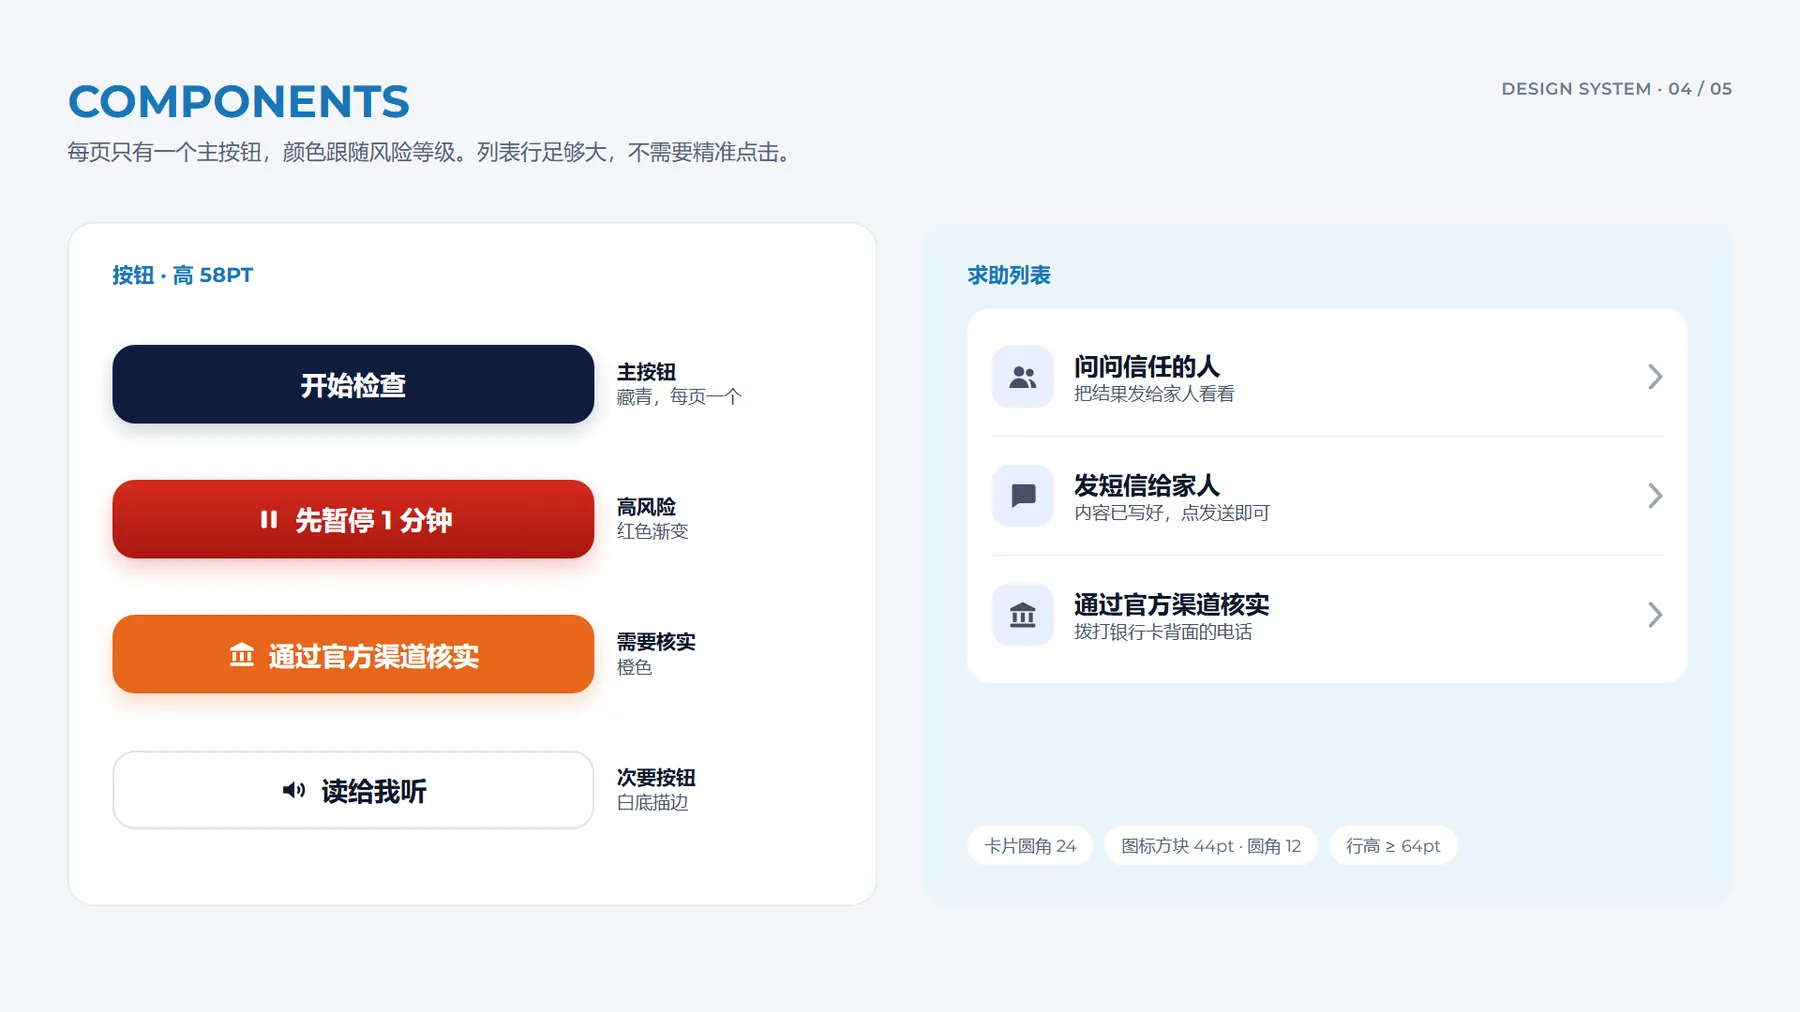 COMPONENTS
DESIGN SYSTEM · 04 / 05
每页只有一个主按钮，颜色跟随风险等级。列表行足够大，不需要精准点击。
按钮 · 高 58PT
开始检查
主按钮
藏青，每页一个
先暂停 1 分钟
高风险
红色渐变
通过官方渠道核实
需要核实
橙色
读给我听
次要按钮
白底描边
求助列表
问问信任的人
把结果发给家人看看
发短信给家人
内容已写好，点发送即可
通过官方渠道核实
拨打银行卡背面的电话
卡片圆角 24
图标方块 44pt · 圆角 12
行高 ≥ 64pt